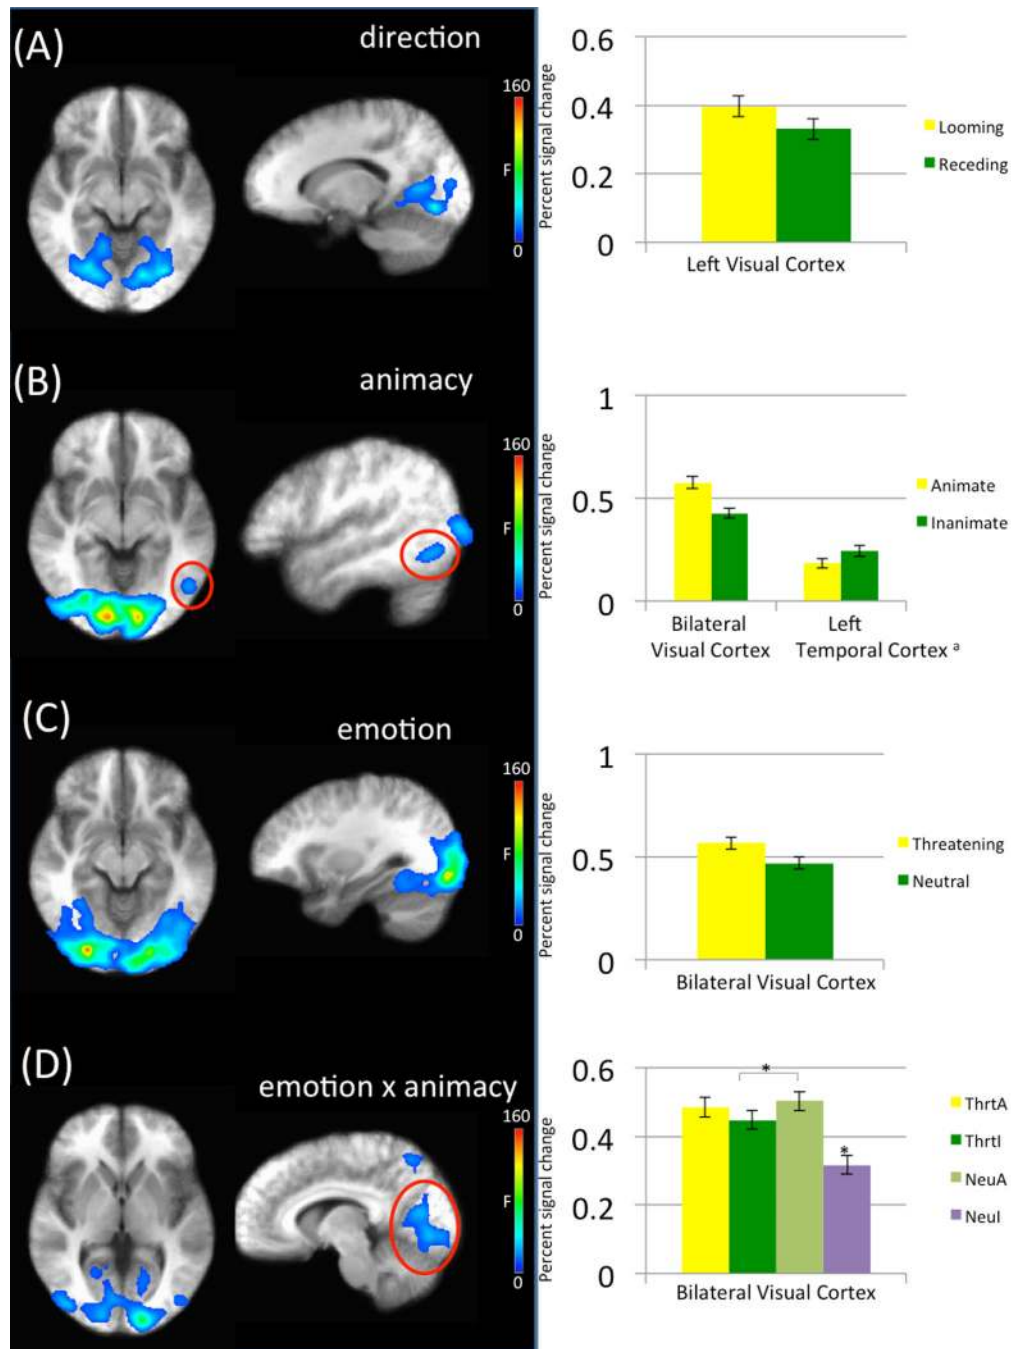 (A)
direction
160
F
0
Percent signal change
0.6
0.4
0.2
0
Left Visual Cortex
Looming
Receding
(B)
animacy
160
F
0
Percent signal change
1
0.5
0
Bilateral
Visual Cortex
Left
Temporal Cortex a
Animate
Inanimate
(C)
emotion
160
F
0
Percent signal change
1
0.5
0
Bilateral Visual Cortex
Threatening
Neutral
(D)
emotion x animacy
160
F
0
Percent signal change
0.6
0.4
0.2
0
*
*
Bilateral Visual Cortex
ThrtA
ThrtI
NeuA
NeuI